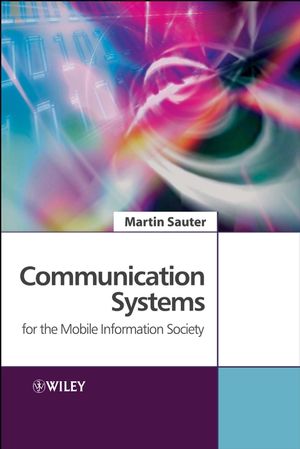 Martin Sauter
Communication
Systems
for the Mobile Information Society
WILEY